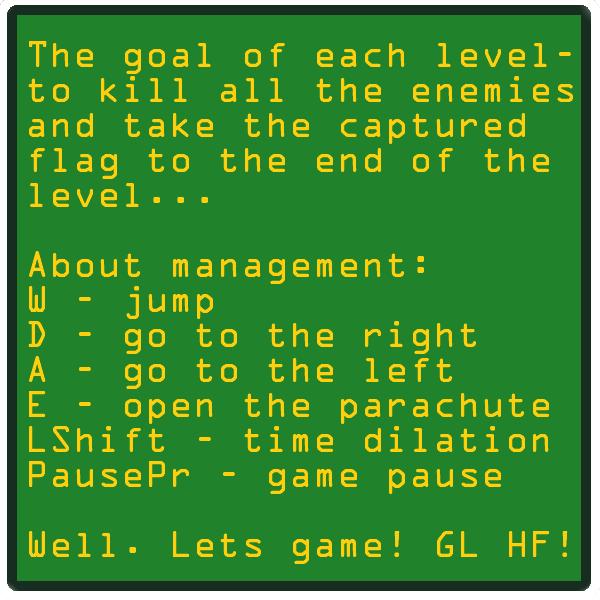 The goal of each level-
to kill all the enemies
and take the captured
flag to the end of the
level...
About management:
W - jump
D - go to the right
A - go to the left
E - open the parachute
LShift - time dilation
PausePr - game pause
Well. Lets game! GL HF!